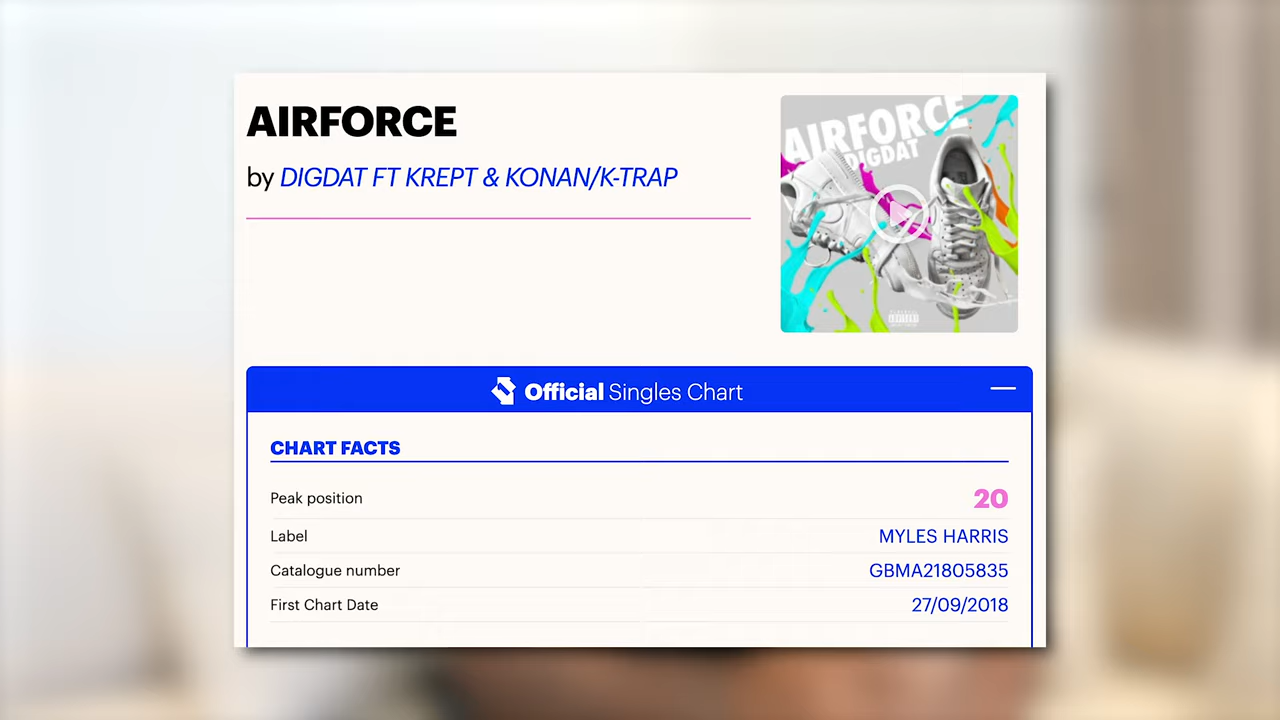 AIRFORCE
by DIGDAT FT KREPT & KONAN/K-TRAP
AIRFORCE
DIGDAT
Official Singles Chart
CHART FACTS
Peak position 20
Label MYLES HARRIS
Catalogue number GBMA21805835
First Chart Date 27/09/2018